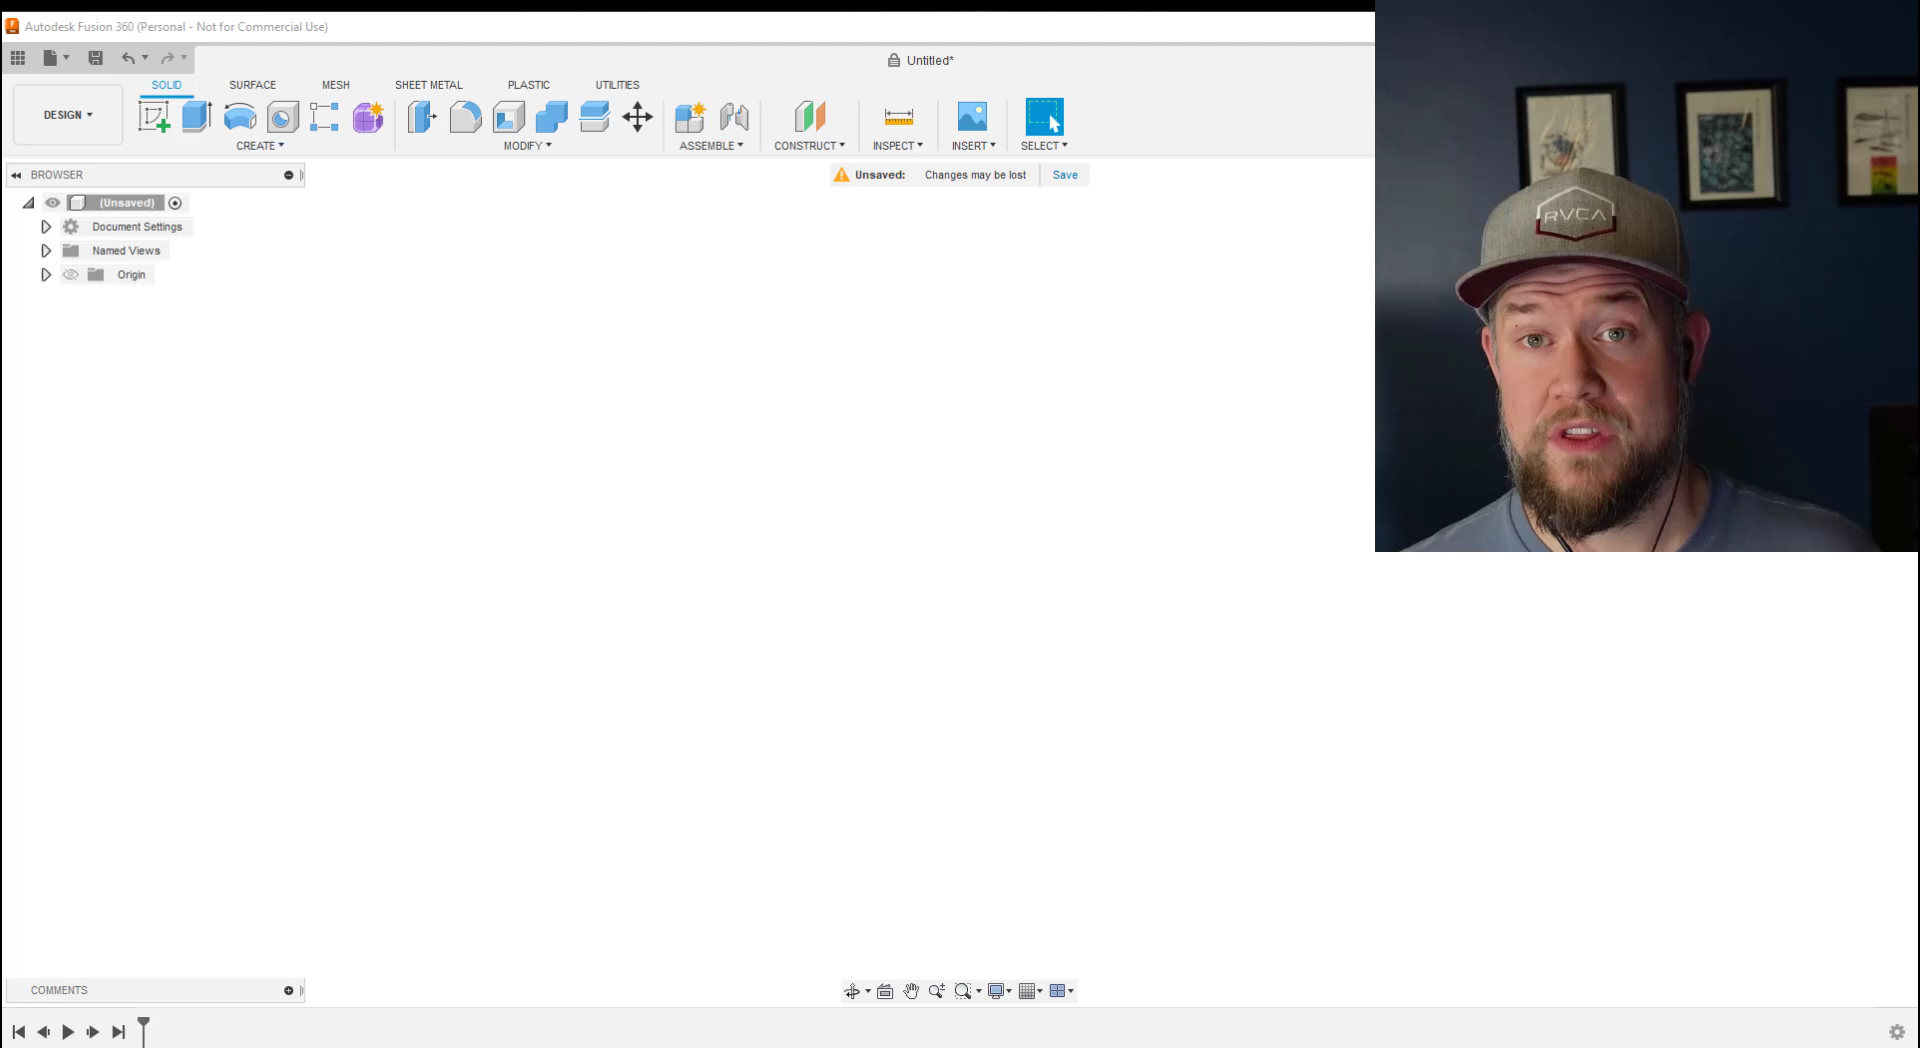 Autodesk Fusion 360 (Personal - Not for Commercial Use)
Untitled*
DESIGN
SOLID
SURFACE
MESH
SHEET METAL
PLASTIC
UTILITIES
CREATE
MODIFY
ASSEMBLE
CONSTRUCT
INSPECT
INSERT
SELECT
BROWSER
Unsaved: Changes may be lost Save
(Unsaved)
Document Settings
Named Views
Origin
RVCA
COMMENTS